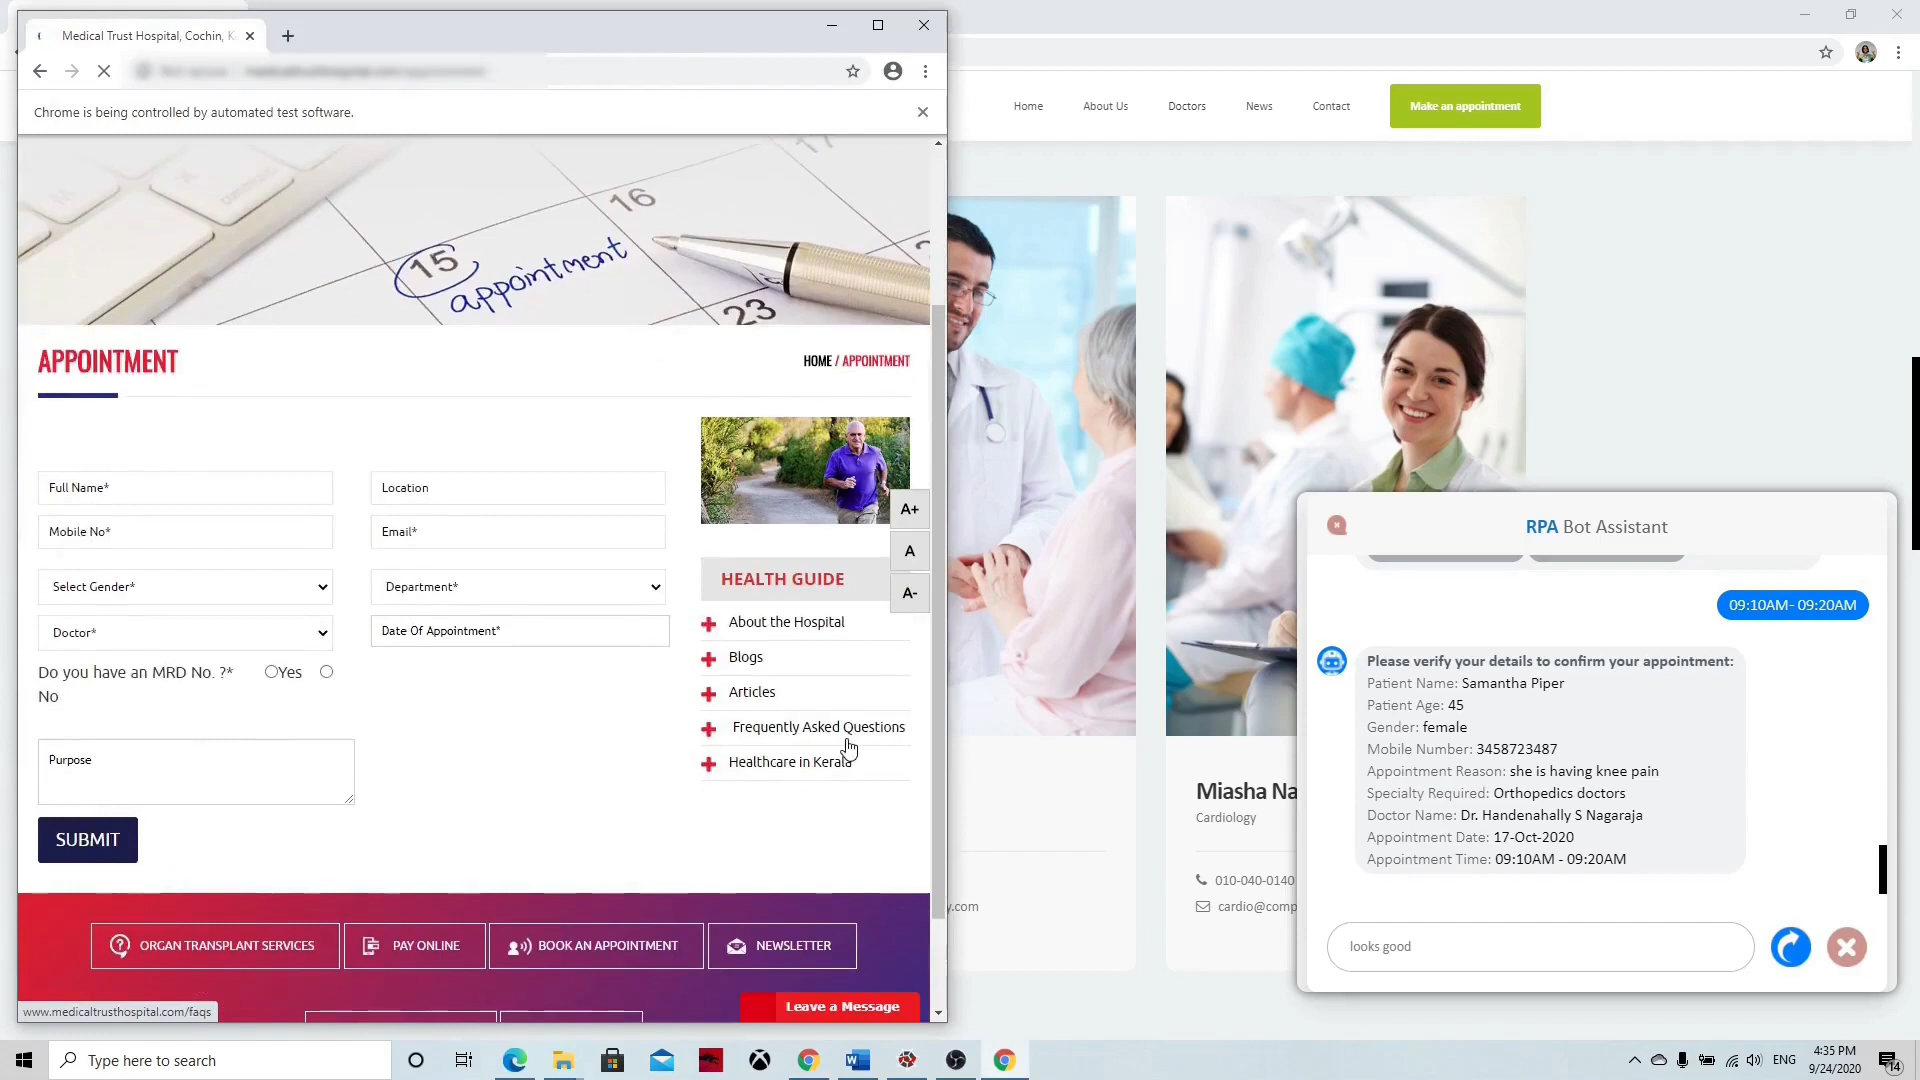 Medical Trust Hospital, Cochin, K
Chrome is being controlled by automated test software.
Home
About Us
Doctors
News
Contact
Make an appointment
17
16
15
appointment
23
APPOINTMENT
HOME / APPOINTMENT
Full Name*
Location
Mobile No*
Email*
Select Gender*
Department*
Doctor*
Date Of Appointment*
Do you have an MRD No. ?*
Yes
No
Purpose
SUBMIT
A+
A
A-
HEALTH GUIDE
About the Hospital
Blogs
Articles
Frequently Asked Questions
Healthcare in Kerala
ORGAN TRANSPLANT SERVICES
PAY ONLINE
BOOK AN APPOINTMENT
NEWSLETTER
Leave a Message
www.medicaltrusthospital.com/faqs
y.com
Miasha Na
Cardiology
010-040-0140
cardio@comp
RPA Bot Assistant
09:10AM- 09:20AM
Please verify your details to confirm your appointment:
Patient Name: Samantha Piper
Patient Age: 45
Gender: female
Mobile Number: 3458723487
Appointment Reason: she is having knee pain
Specialty Required: Orthopedics doctors
Doctor Name: Dr. Handenahally S Nagaraja
Appointment Date: 17-Oct-2020
Appointment Time: 09:10AM - 09:20AM
looks good
Type here to search
ENG
4:35 PM
9/24/2020
14